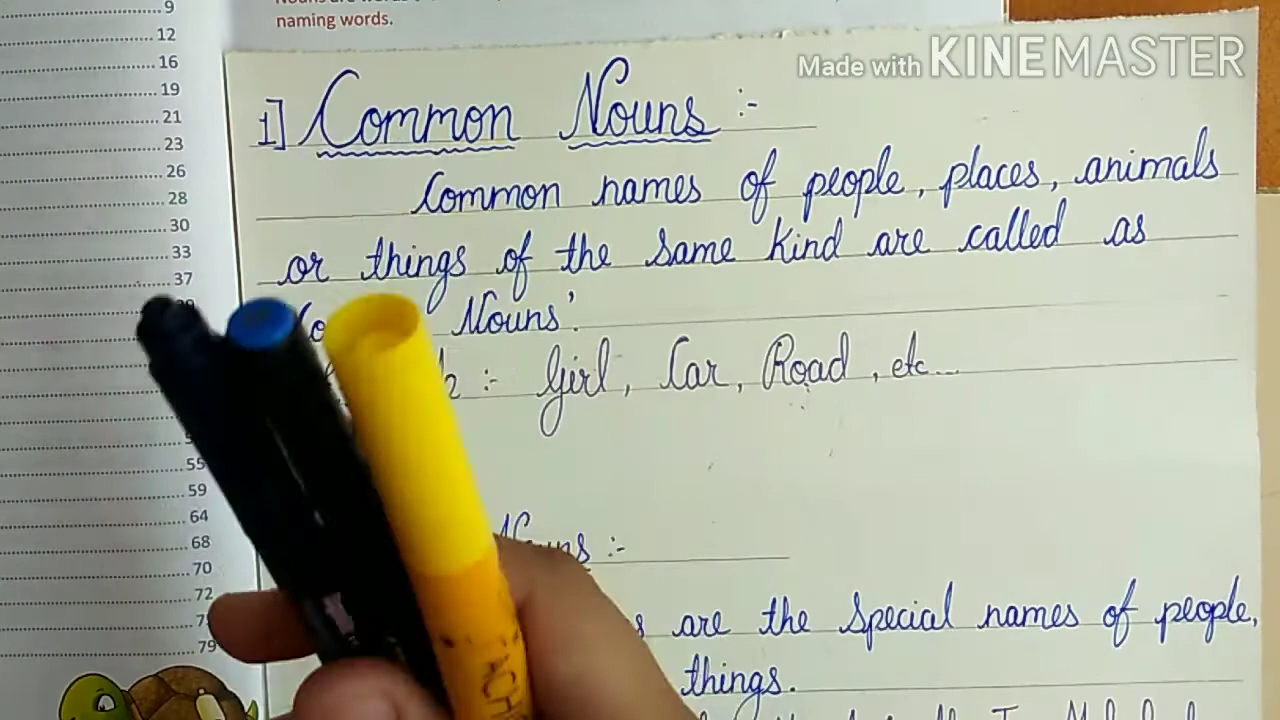 naming words.
Made with KINEMASTER
1] Common Nouns :-
Common names of people, places, animals
or things of the same kind are called as
Nouns'.
:- Girl, Car, Road, etc...
Nouns :-
are the special names of people,
things.
9
12
16
19
21
23
26
28
30
33
37
55
59
64
68
70
72
79